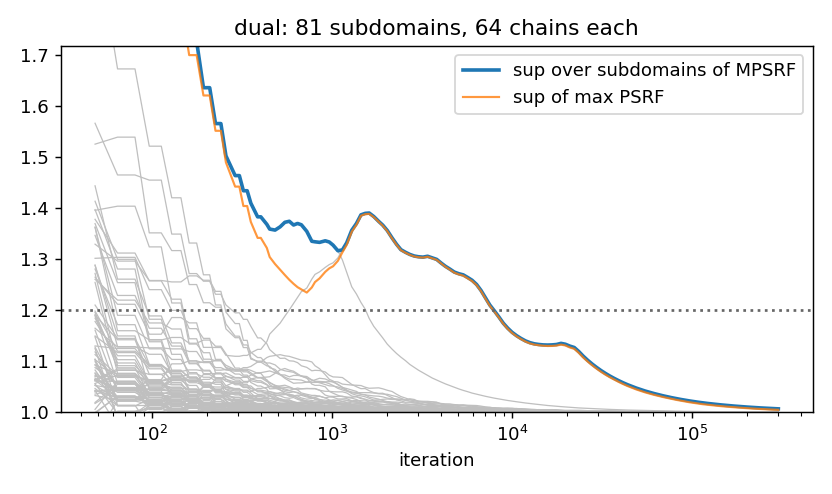 dual: 81 subdomains, 64 chains each
1.7
1.6
1.5
1.4
1.3
1.2
1.1
1.0
sup over subdomains of MPSRF
sup of max PSRF
10² 10³ 10⁴ 10⁵
iteration